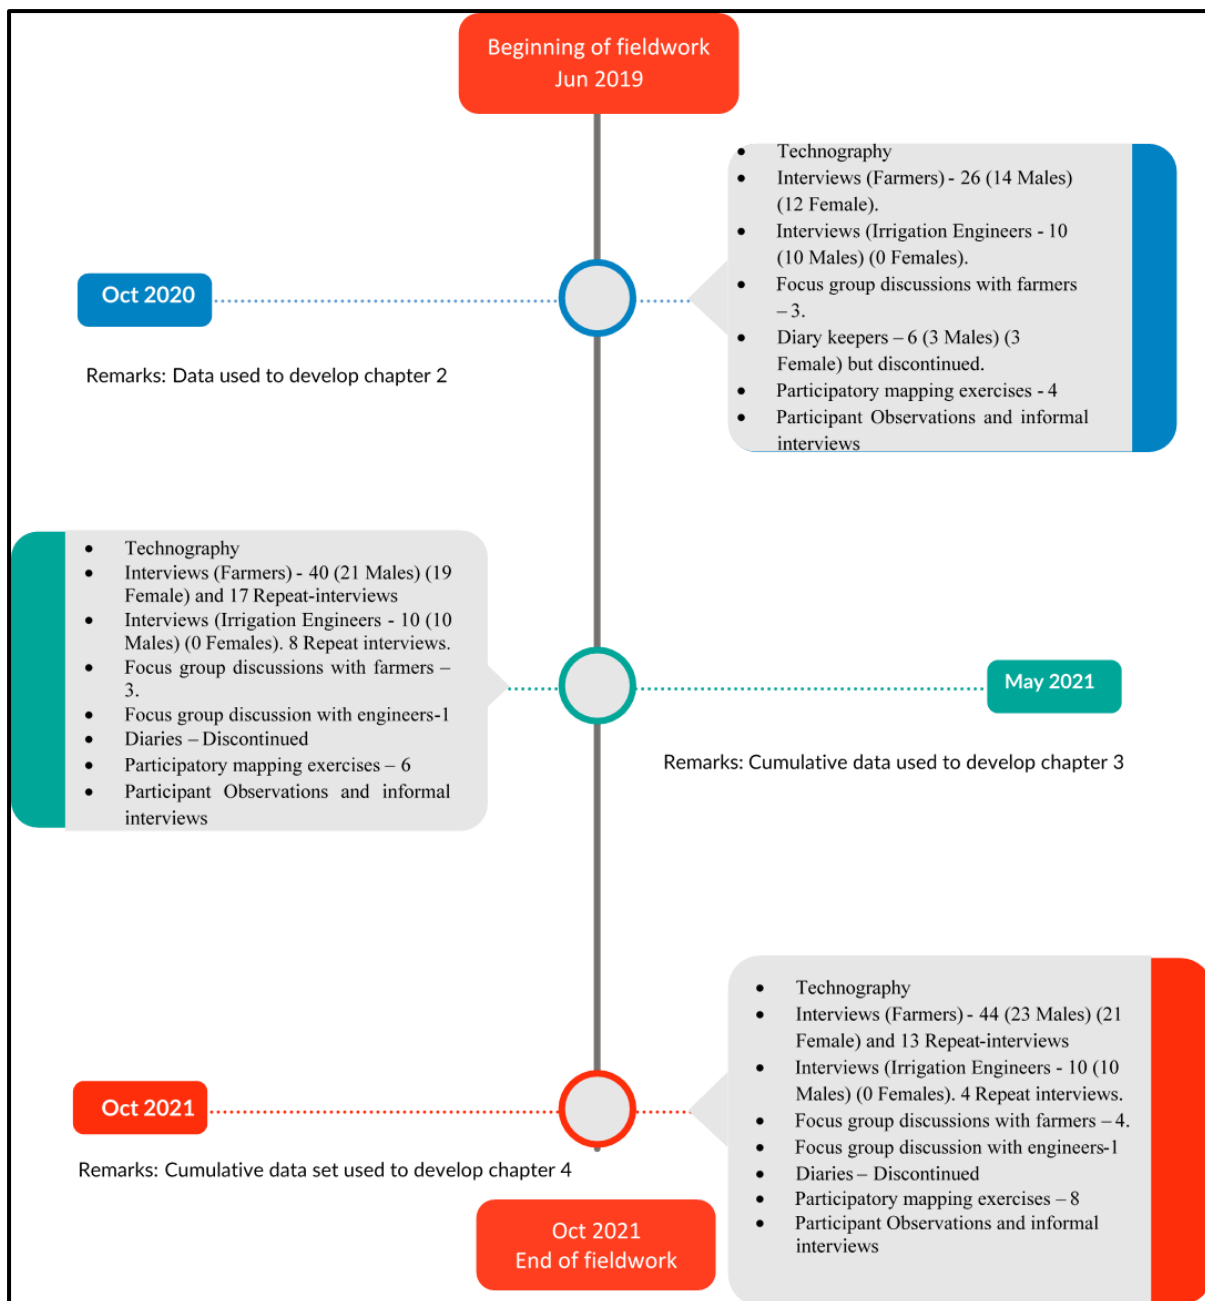 Beginning of fieldwork
Jun 2019
• Technography
• Interviews (Farmers) - 26 (14 Males)
(12 Female).
• Interviews (Irrigation Engineers - 10
(10 Males) (0 Females).
• Focus group discussions with farmers
– 3.
• Diary keepers – 6 (3 Males) (3
Female) but discontinued.
• Participatory mapping exercises - 4
• Participant Observations and informal
interviews
Oct 2020
Remarks: Data used to develop chapter 2
• Technography
• Interviews (Farmers) - 40 (21 Males) (19
Female) and 17 Repeat-interviews
• Interviews (Irrigation Engineers - 10 (10
Males) (0 Females). 8 Repeat interviews.
• Focus group discussions with farmers –
3.
• Focus group discussion with engineers-1
• Diaries – Discontinued
• Participatory mapping exercises – 6
• Participant Observations and informal
interviews
May 2021
Remarks: Cumulative data used to develop chapter 3
• Technography
• Interviews (Farmers) - 44 (23 Males) (21
Female) and 13 Repeat-interviews
• Interviews (Irrigation Engineers - 10 (10
Males) (0 Females). 4 Repeat interviews.
• Focus group discussions with farmers – 4.
• Focus group discussion with engineers-1
• Diaries – Discontinued
• Participatory mapping exercises – 8
• Participant Observations and informal
interviews
Oct 2021
Remarks: Cumulative data set used to develop chapter 4
Oct 2021
End of fieldwork